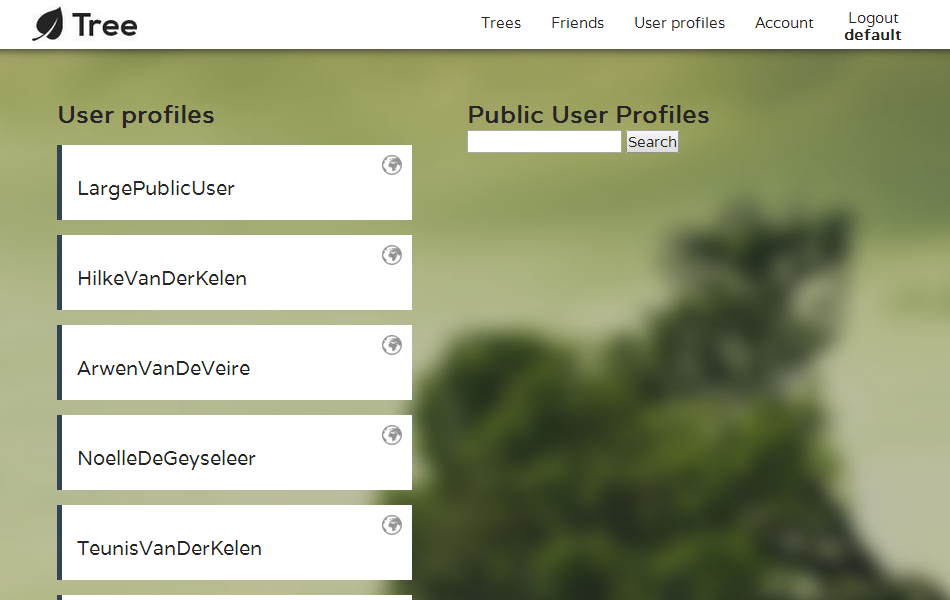 Tree
Trees
Friends
User profiles
Account
Logout
default
User profiles
LargePublicUser
HilkeVanDerKelen
ArwenVanDeVeire
NoelleDeGeyseleer
TeunisVanDerKelen
Public User Profiles
Search